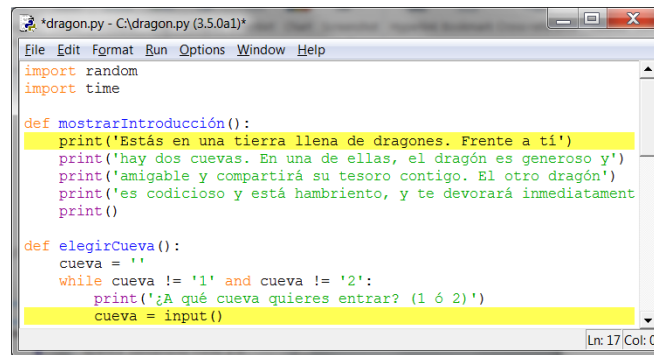 *dragon.py - C:\dragon.py (3.5.0a1)*
File Edit Format Run Options Window Help
import random
import time
def mostrarIntroducción():
    print('Estás en una tierra llena de dragones. Frente a tí')
    print('hay dos cuevas. En una de ellas, el dragón es generoso y')
    print('amigable y compartirá su tesoro contigo. El otro dragón')
    print('es codicioso y está hambriento, y te devorará inmediatament
    print()
def elegirCueva():
    cueva = ''
    while cueva != '1' and cueva != '2':
        print('¿A qué cueva quieres entrar? (1 ó 2)')
        cueva = input()
Ln: 17 Col: 0